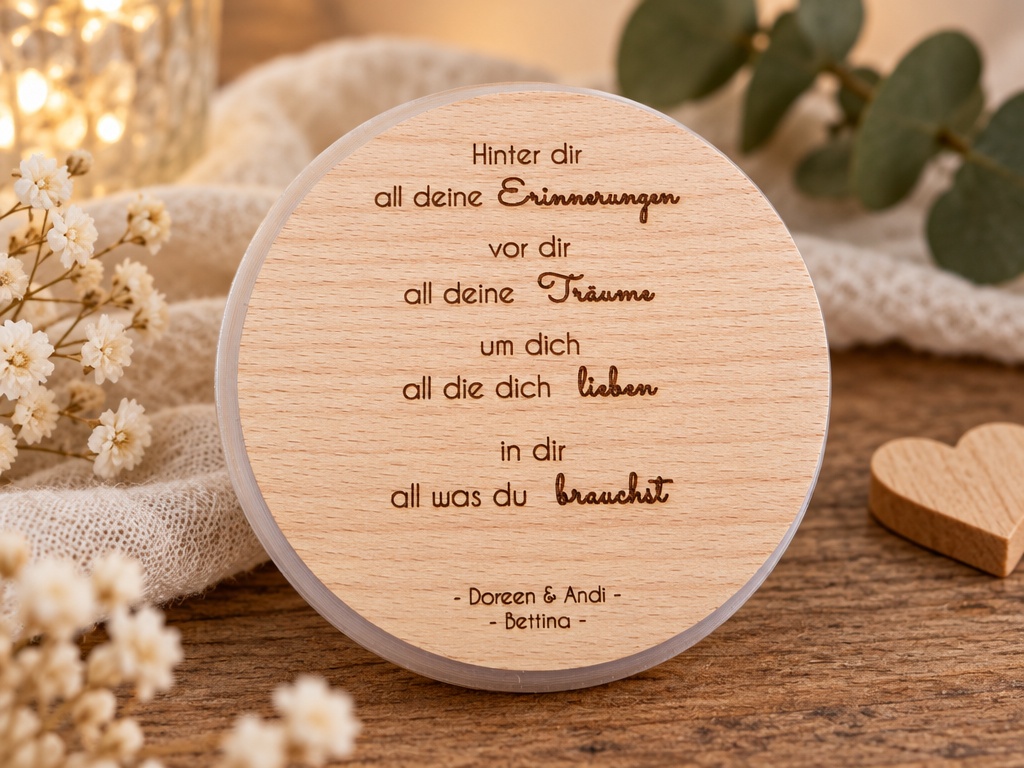 Hinter dir
all deine Erinnerungen
vor dir
all deine Träume
um dich
all die dich lieben
in dir
all was du brauchst
- Doreen & Andi -
- Bettina -